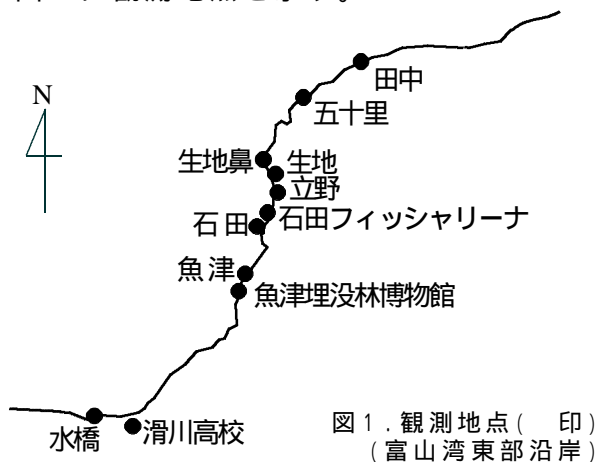 N
田中
五十里
生地鼻
生地
立野
石田フィッシャリーナ
石田
魚津
魚津埋没林博物館
水橋
滑川高校
図1.観測地点( 印)
(富山湾東部沿岸)